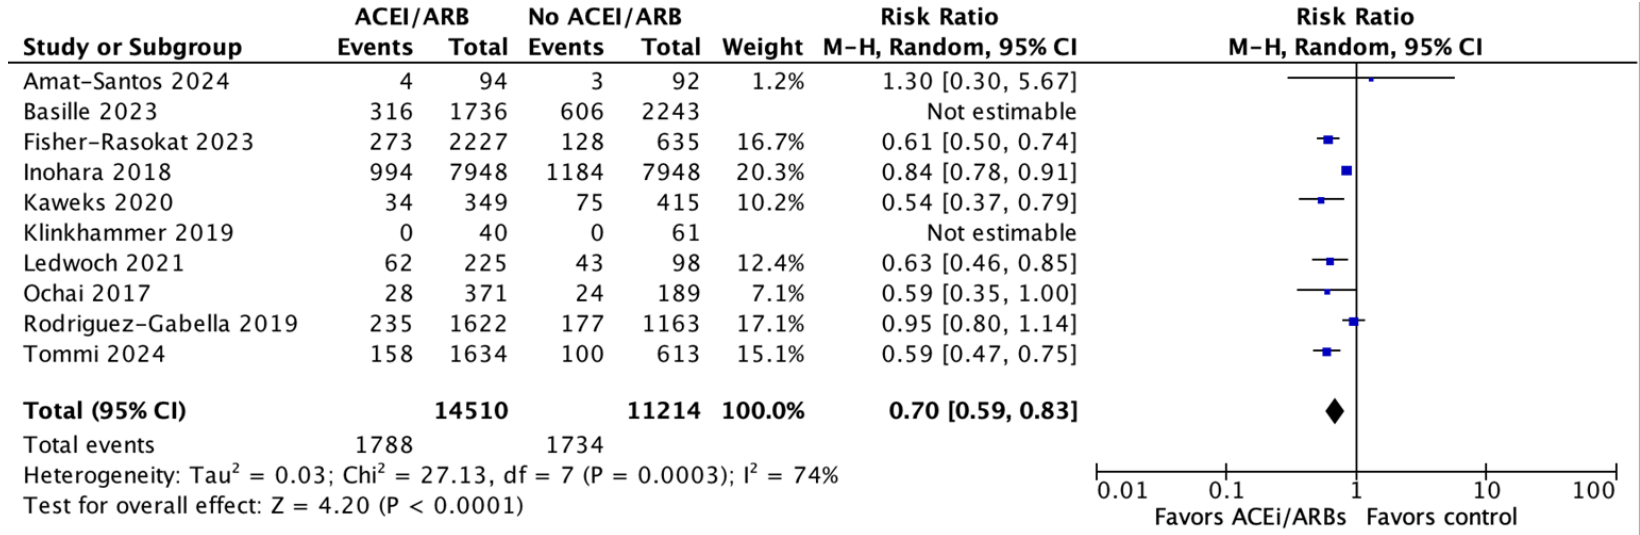 ACEI/ARB No ACEI/ARB Risk Ratio Risk Ratio
Study or Subgroup Events Total Events Total Weight M-H, Random, 95% CI M-H, Random, 95% CI
Amat-Santos 2024 4 94 3 92 1.2% 1.30 [0.30, 5.67]
Basille 2023 316 1736 606 2243 Not estimable
Fisher-Rasokat 2023 273 2227 128 635 16.7% 0.61 [0.50, 0.74]
Inohara 2018 994 7948 1184 7948 20.3% 0.84 [0.78, 0.91]
Kaweks 2020 34 349 75 415 10.2% 0.54 [0.37, 0.79]
Klinkhammer 2019 0 40 0 61 Not estimable
Ledwoch 2021 62 225 43 98 12.4% 0.63 [0.46, 0.85]
Ochai 2017 28 371 24 189 7.1% 0.59 [0.35, 1.00]
Rodriguez-Gabella 2019 235 1622 177 1163 17.1% 0.95 [0.80, 1.14]
Tommi 2024 158 1634 100 613 15.1% 0.59 [0.47, 0.75]
Total (95% CI) 14510 11214 100.0% 0.70 [0.59, 0.83]
Total events 1788 1734
Heterogeneity: Tau² = 0.03; Chi² = 27.13, df = 7 (P = 0.0003); I² = 74%
Test for overall effect: Z = 4.20 (P < 0.0001)
0.01 0.1 1 10 100
Favors ACEi/ARBs Favors control